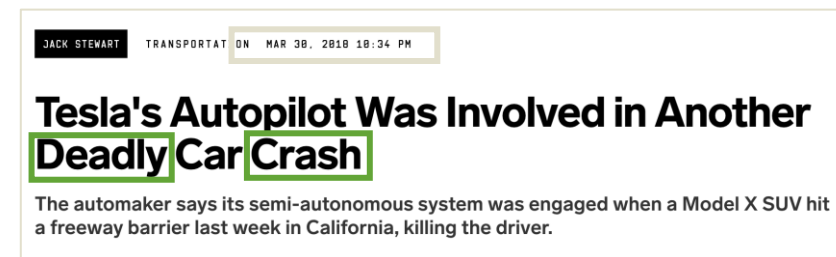 JACK STEWART TRANSPORTATION MAR 30, 2018 10:34 PM
Tesla's Autopilot Was Involved in Another
Deadly Car Crash
The automaker says its semi-autonomous system was engaged when a Model X SUV hit
a freeway barrier last week in California, killing the driver.